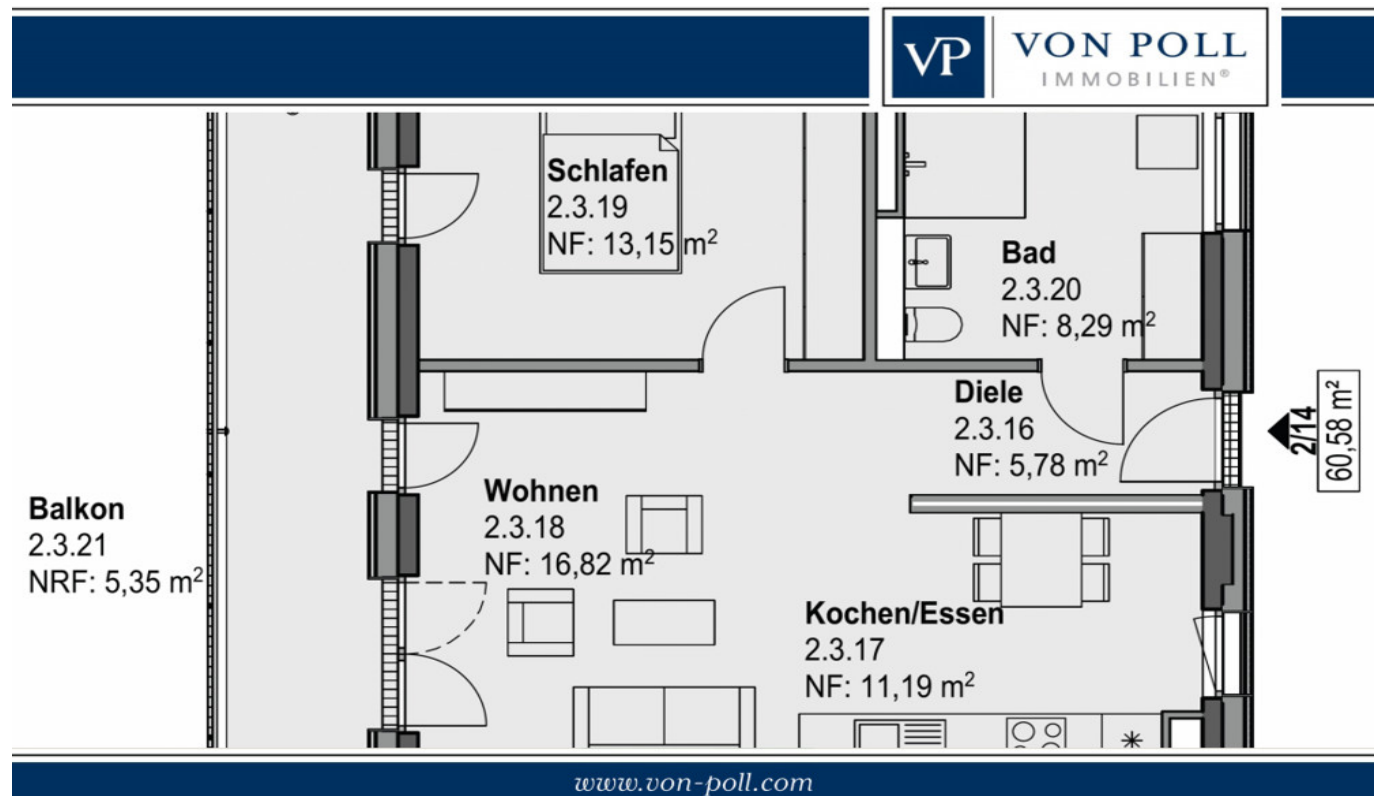 VP
VON POLL
IMMOBILIEN®
Schlafen
2.3.19
NF: 13,15 m²
Bad
2.3.20
NF: 8,29 m²
Diele
2.3.16
NF: 5,78 m²
2/14
60,58 m²
Wohnen
2.3.18
NF: 16,82 m²
Balkon
2.3.21
NRF: 5,35 m²
Kochen/Essen
2.3.17
NF: 11,19 m²
www.von-poll.com